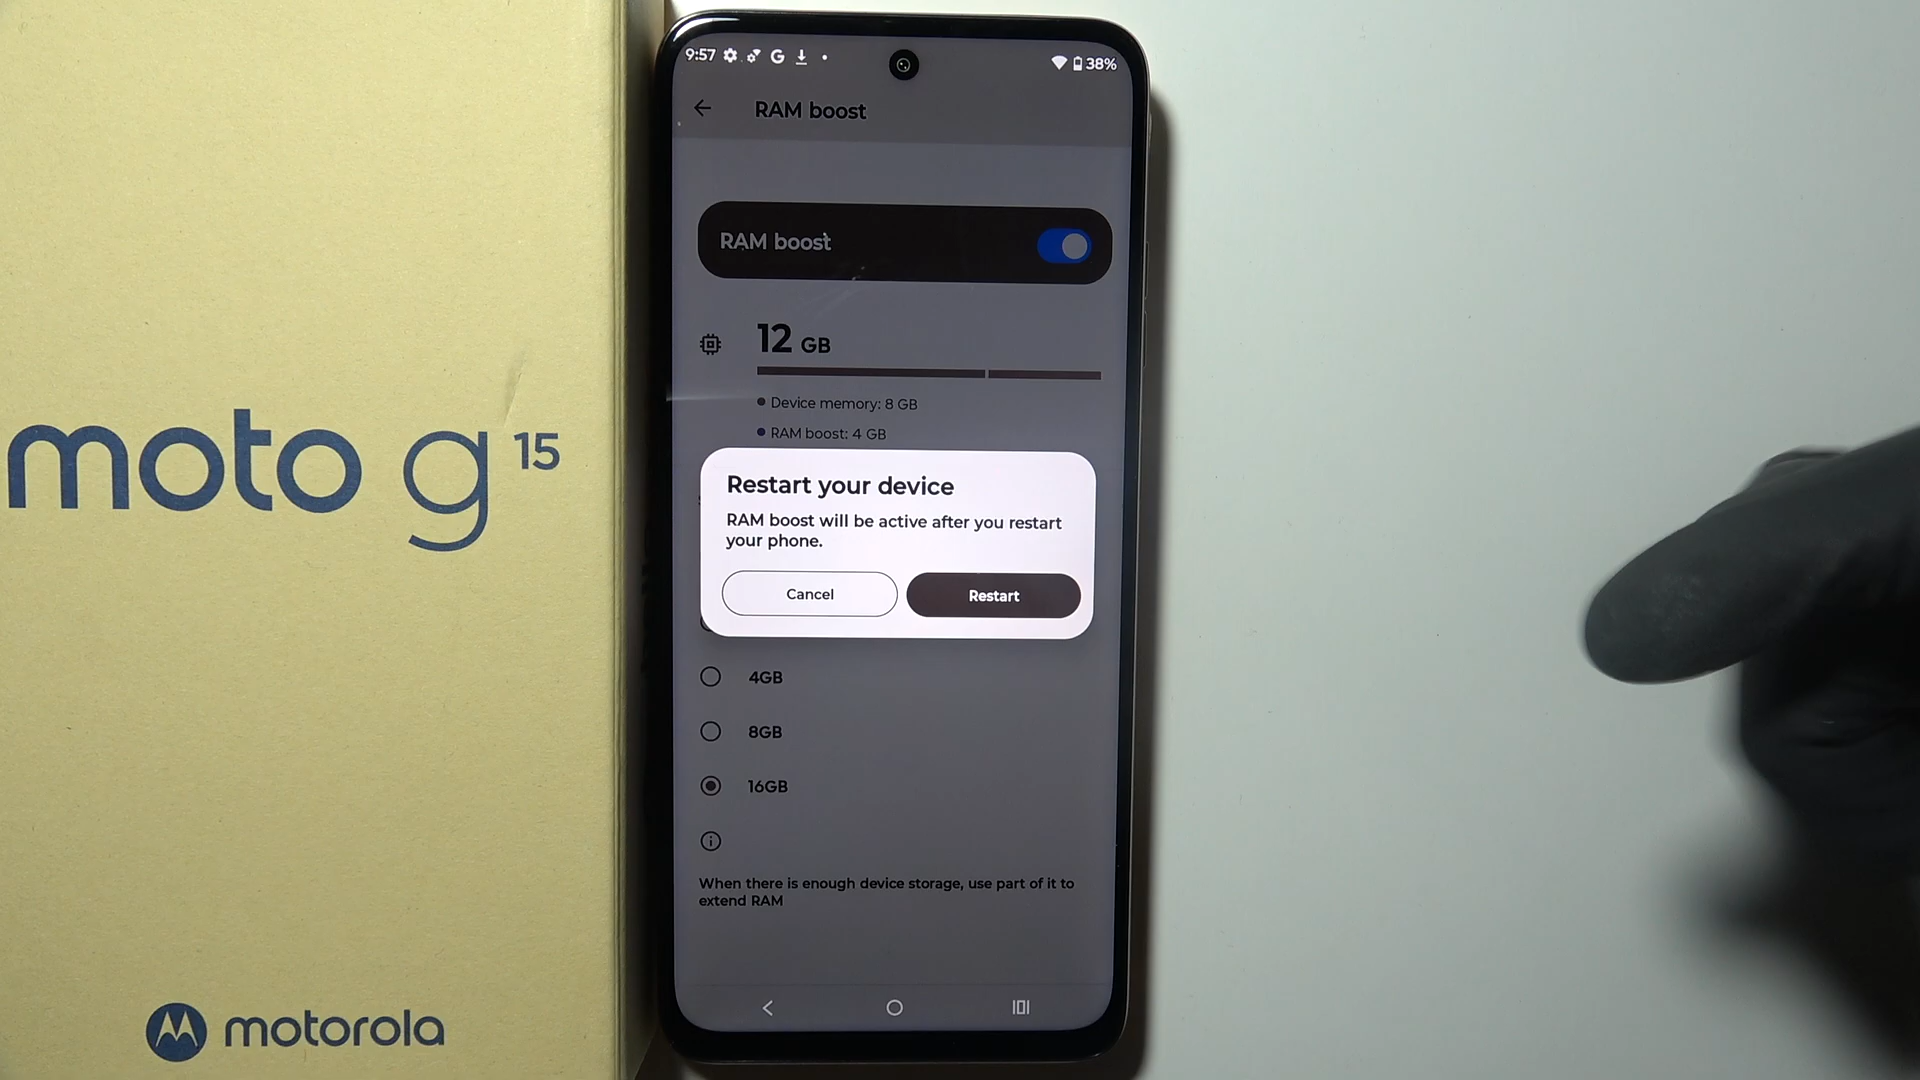 moto g 15
motorola
9:57
38%
RAM boost
RAM boost
12 GB
Device memory: 8 GB
RAM boost: 4 GB
Restart your device
RAM boost will be active after you restart
your phone.
Cancel
Restart
4GB
8GB
16GB
When there is enough device storage, use part of it to
extend RAM